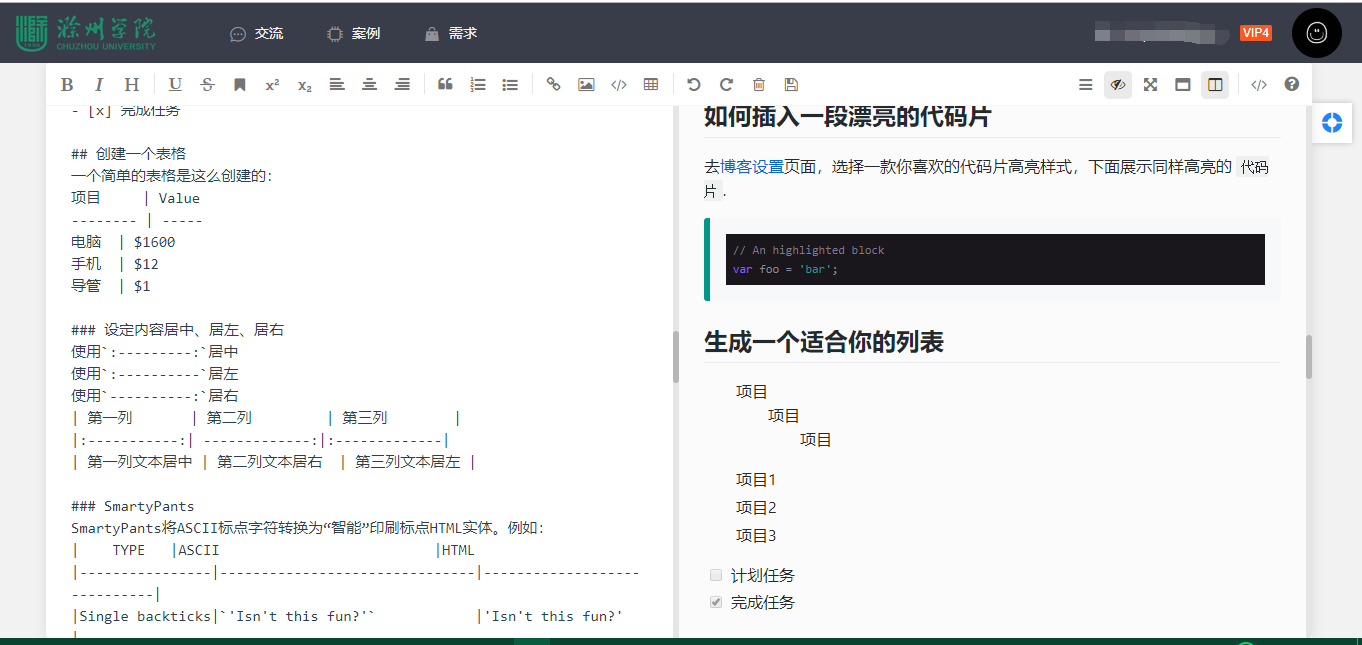 滁州学院
CHUZHOU UNIVERSITY
交流
案例
需求
VIP4
B I H U S x² x₂
- [x] 完成任务
## 创建一个表格
一个简单的表格是这么创建的:
项目     | Value
-------- | -----
电脑  | $1600
手机  | $12
导管  | $1
### 设定内容居中、居左、居右
使用`:---------:`居中
使用`:----------`居左
使用`----------:`居右
| 第一列       | 第二列         | 第三列        |
|:-----------:| -------------:|:-------------|
| 第一列文本居中 | 第二列文本居右  | 第三列文本居左 |
### SmartyPants
SmartyPants将ASCII标点字符转换为“智能”印刷标点HTML实体。例如:
|    TYPE   |ASCII                          |HTML
|----------------|-------------------------------|-------------------
----------|
|Single backticks|`'Isn't this fun?'`            |'Isn't this fun?'
|
如何插入一段漂亮的代码片
去博客设置页面，选择一款你喜欢的代码片高亮样式，下面展示同样高亮的 代码
片 .
// An highlighted block
var foo = 'bar';
生成一个适合你的列表
项目
项目
项目
项目1
项目2
项目3
计划任务
完成任务